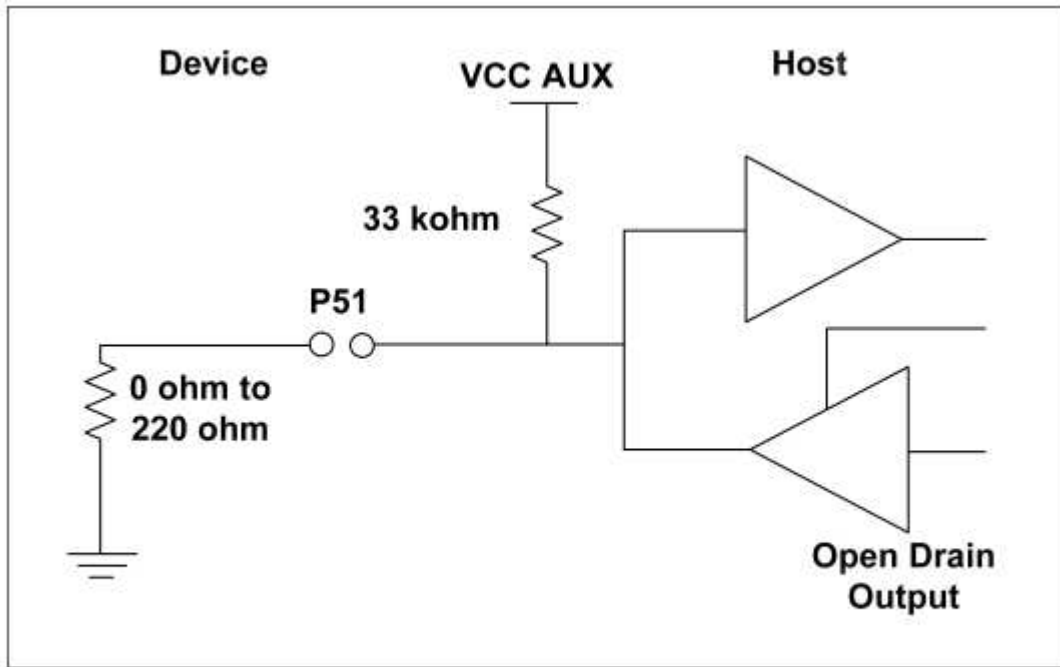 Device
VCC AUX
Host
33 kohm
P51
0 ohm to
220 ohm
Open Drain
Output